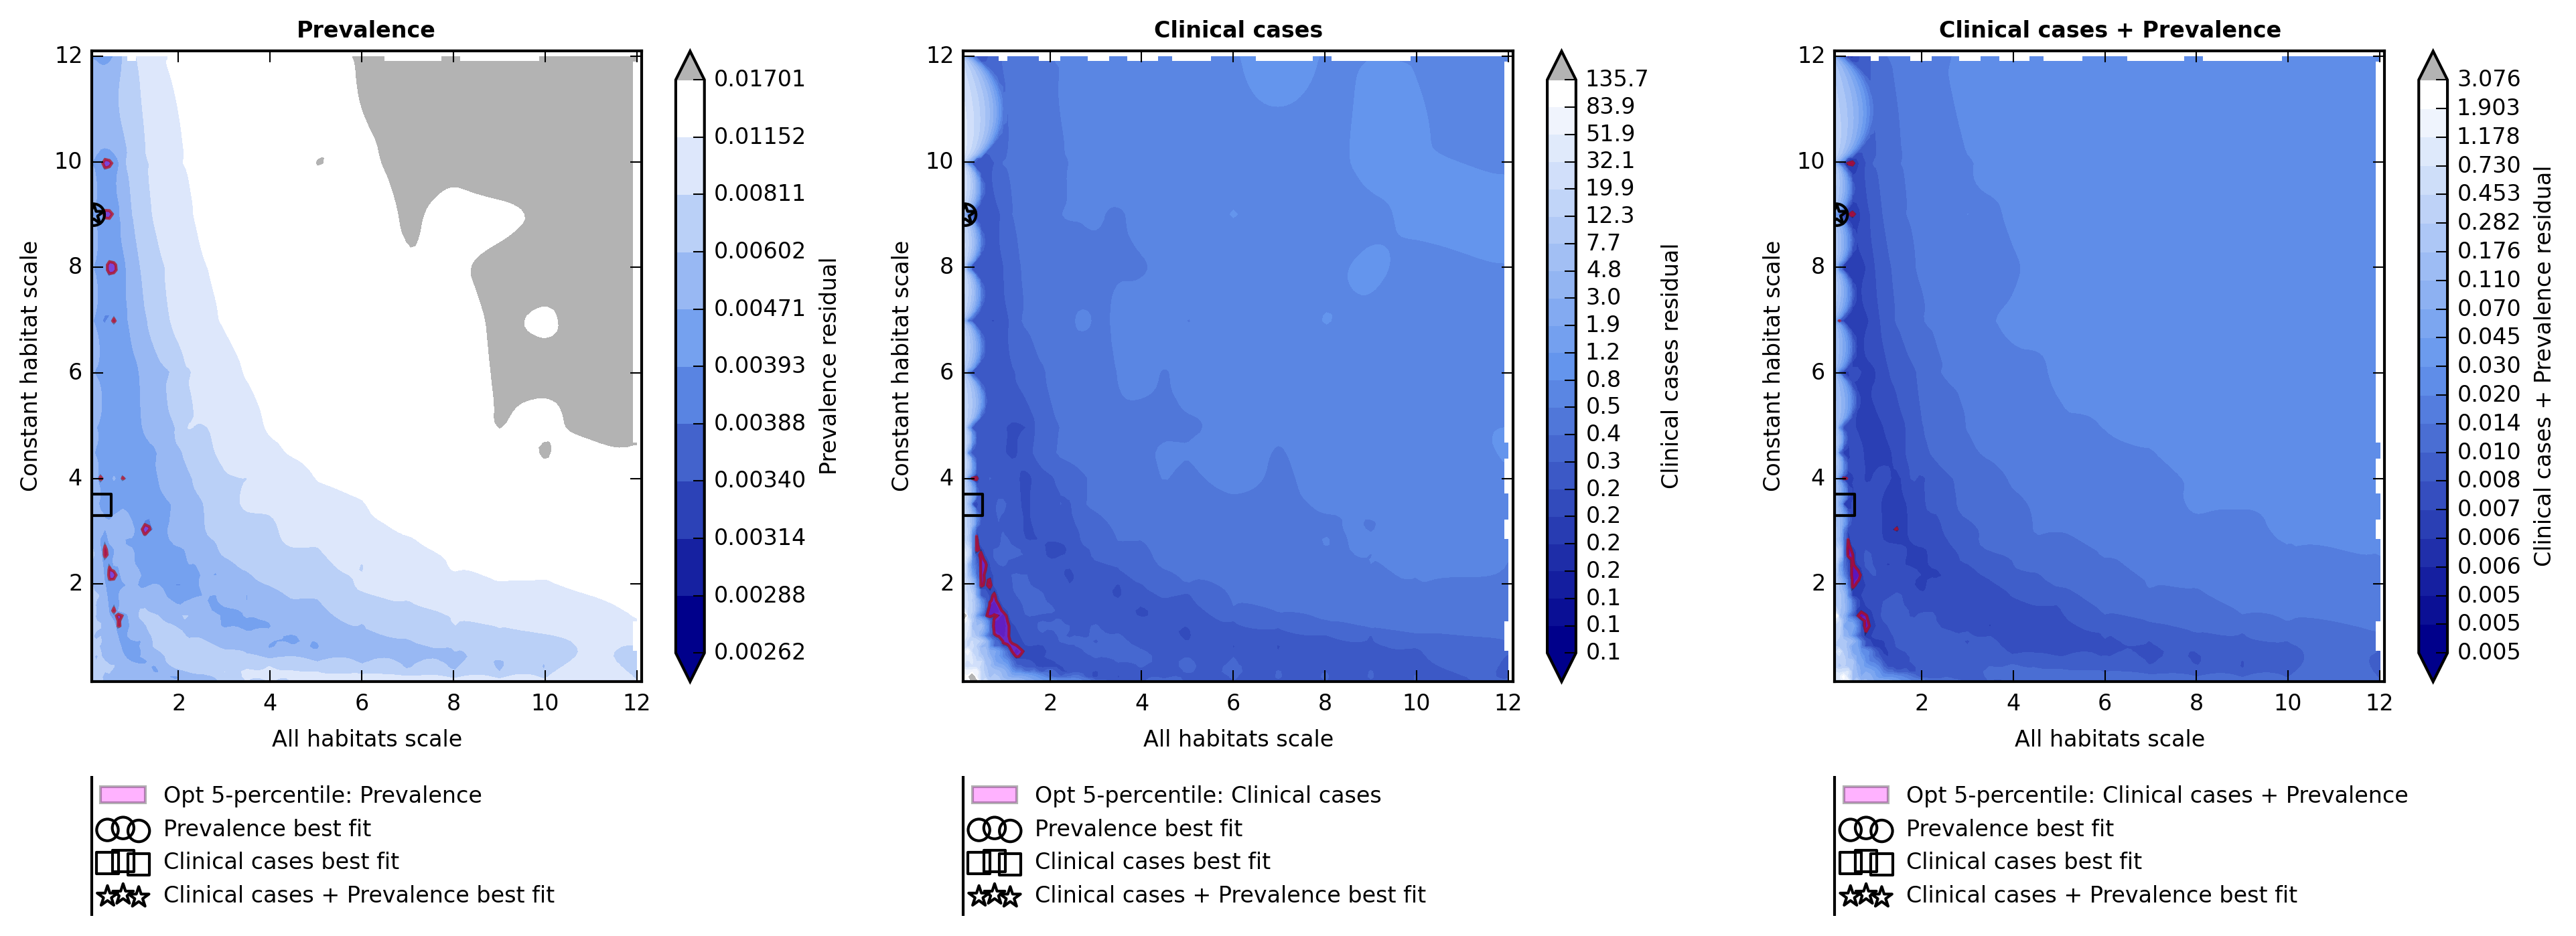 Prevalence
Constant habitat scale
12
10
8
6
4
2
2 4 6 8 10 12
All habitats scale
0.01701
0.01152
0.00811
0.00602
0.00471
0.00393
0.00388
0.00340
0.00314
0.00288
0.00262
Prevalence residual
Opt 5-percentile: Prevalence
Prevalence best fit
Clinical cases best fit
Clinical cases + Prevalence best fit
Clinical cases
Constant habitat scale
12
10
8
6
4
2
2 4 6 8 10 12
All habitats scale
135.7
83.9
51.9
32.1
19.9
12.3
7.7
4.8
3.0
1.9
1.2
0.8
0.5
0.4
0.3
0.2
0.2
0.2
0.2
0.1
0.1
0.1
Clinical cases residual
Opt 5-percentile: Clinical cases
Prevalence best fit
Clinical cases best fit
Clinical cases + Prevalence best fit
Clinical cases + Prevalence
Constant habitat scale
12
10
8
6
4
2
2 4 6 8 10 12
All habitats scale
3.076
1.903
1.178
0.730
0.453
0.282
0.176
0.110
0.070
0.045
0.030
0.020
0.014
0.010
0.008
0.007
0.006
0.006
0.005
0.005
0.005
Clinical cases + Prevalence residual
Opt 5-percentile: Clinical cases + Prevalence
Prevalence best fit
Clinical cases best fit
Clinical cases + Prevalence best fit